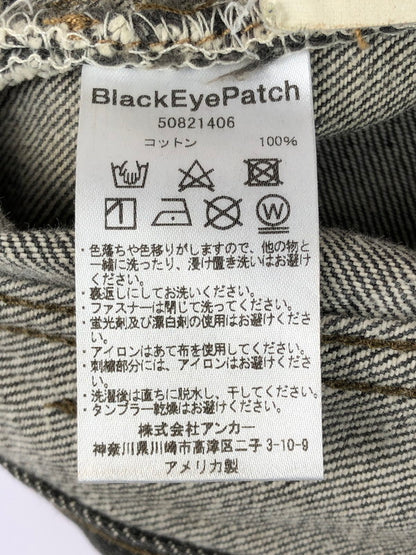 BlackEyePatch
50821406
コットン 100%
W
・色落ちや色移りがしますので、他の物と
一緒に洗ったり、浸け置き洗いはお避け
ください。
・裏返しにしてお洗いください。
・ファスナーは閉じて洗ってください。
・蛍光剤及び漂白剤の使用はお避けくださ
い。
・アイロンはあて布を使用してください。
・刺繍部分には、アイロンはお避けくださ
い。
・洗濯後は直ちに脱水し、干してください。
・タンブラー乾燥はお避けください。
株式会社アンカー
神奈川県川崎市高津区二子 3-10-9
アメリカ製